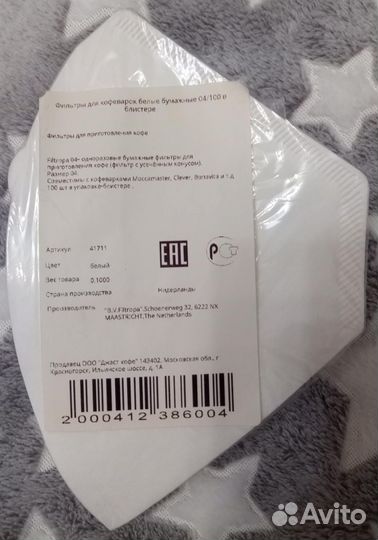 Фильтры для кофеварок белые бумажные 04/100 в
блистере
Фильтры для приготовления кофе
Filtropa 04- одноразовые бумажные фильтры для
приготовления кофе (фильтр с усечённым конусом).
Размер 04.
Совместимы с кофеварками Moccamaster, Clever, Bonavita и т.д.
100 шт в упаковке-блистере .
Артикул 41711
Цвет белый
Вес товара 0.1000
Страна производства Нидерланды
Производитель "B.V.Filtropa",Schoenerweg 32, 6222 NX
MAASTRICHT,The Netherlands
ЕАС
Продавец ООО "Джаст кофе" 143402, Московская обл., г
Красногорск, Ильинское шоссе, д. 1А
2 000412 386004
Avito